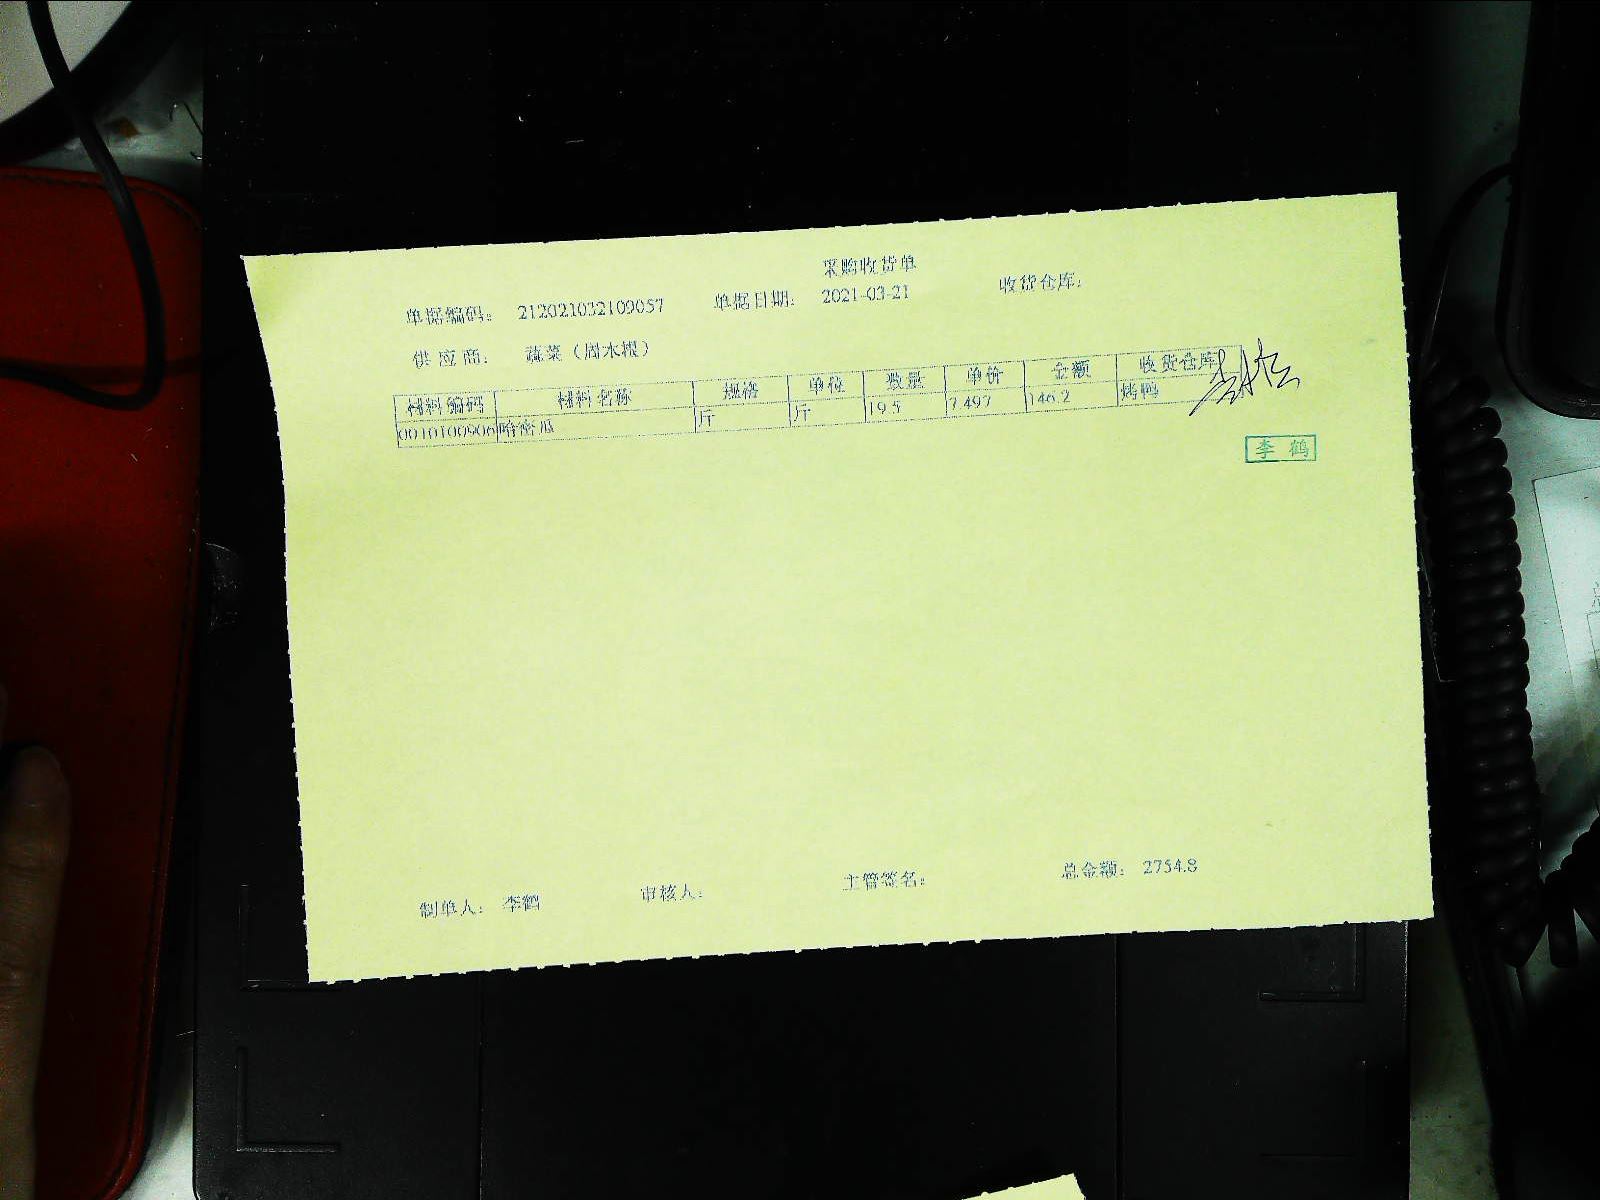 采购收货单
单据编码: 212021032109057 单据日期: 2021-03-21 收货仓库:
供应商: 蔬菜（周木根）
材料编码 材料名称 规格 单位 数量 单价 金额 收货仓库
0010100906 哈密瓜 斤 斤 19.5 7.497 146.2 烤鸭
李鹤
制单人: 李鹤 审核人: 主管签名: 总金额: 2754.8